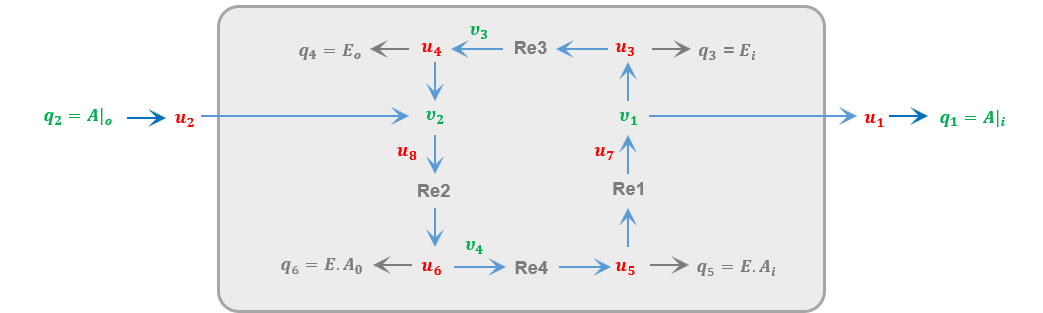 v₃
q₄ = Eₒ u₄ Re3 u₃ q₃ = Eᵢ
q₂ = A|ₒ u₂ v₂ v₁ u₁ q₁ = A|ᵢ
u₈ u₇
Re2 Re1
v₄
q₆ = E.A₀ u₆ Re4 u₅ q₅ = E.Aᵢ